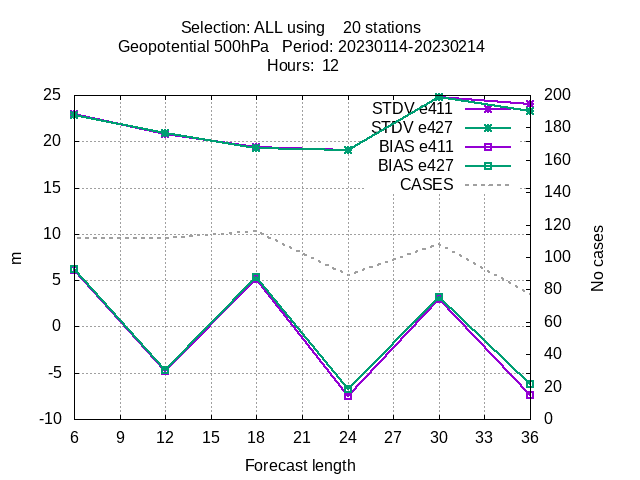 Selection: ALL using    20 stations
Geopotential 500hPa   Period: 20230114-20230214
Hours:  12
STDV e411
STDV e427
BIAS e411
BIAS e427
CASES
25
20
15
10
5
0
-5
-10
m
200
180
160
140
120
100
80
60
40
20
0
No cases
6 9 12 15 18 21 24 27 30 33 36
Forecast length